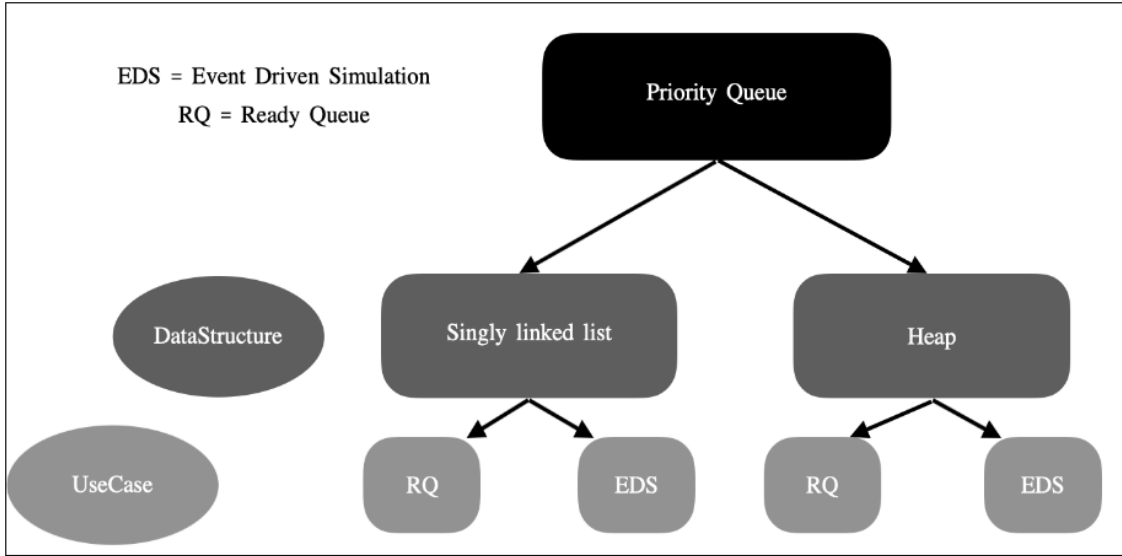 EDS = Event Driven Simulation
RQ = Ready Queue
Priority Queue
DataStructure
Singly linked list
Heap
UseCase
RQ
EDS
RQ
EDS